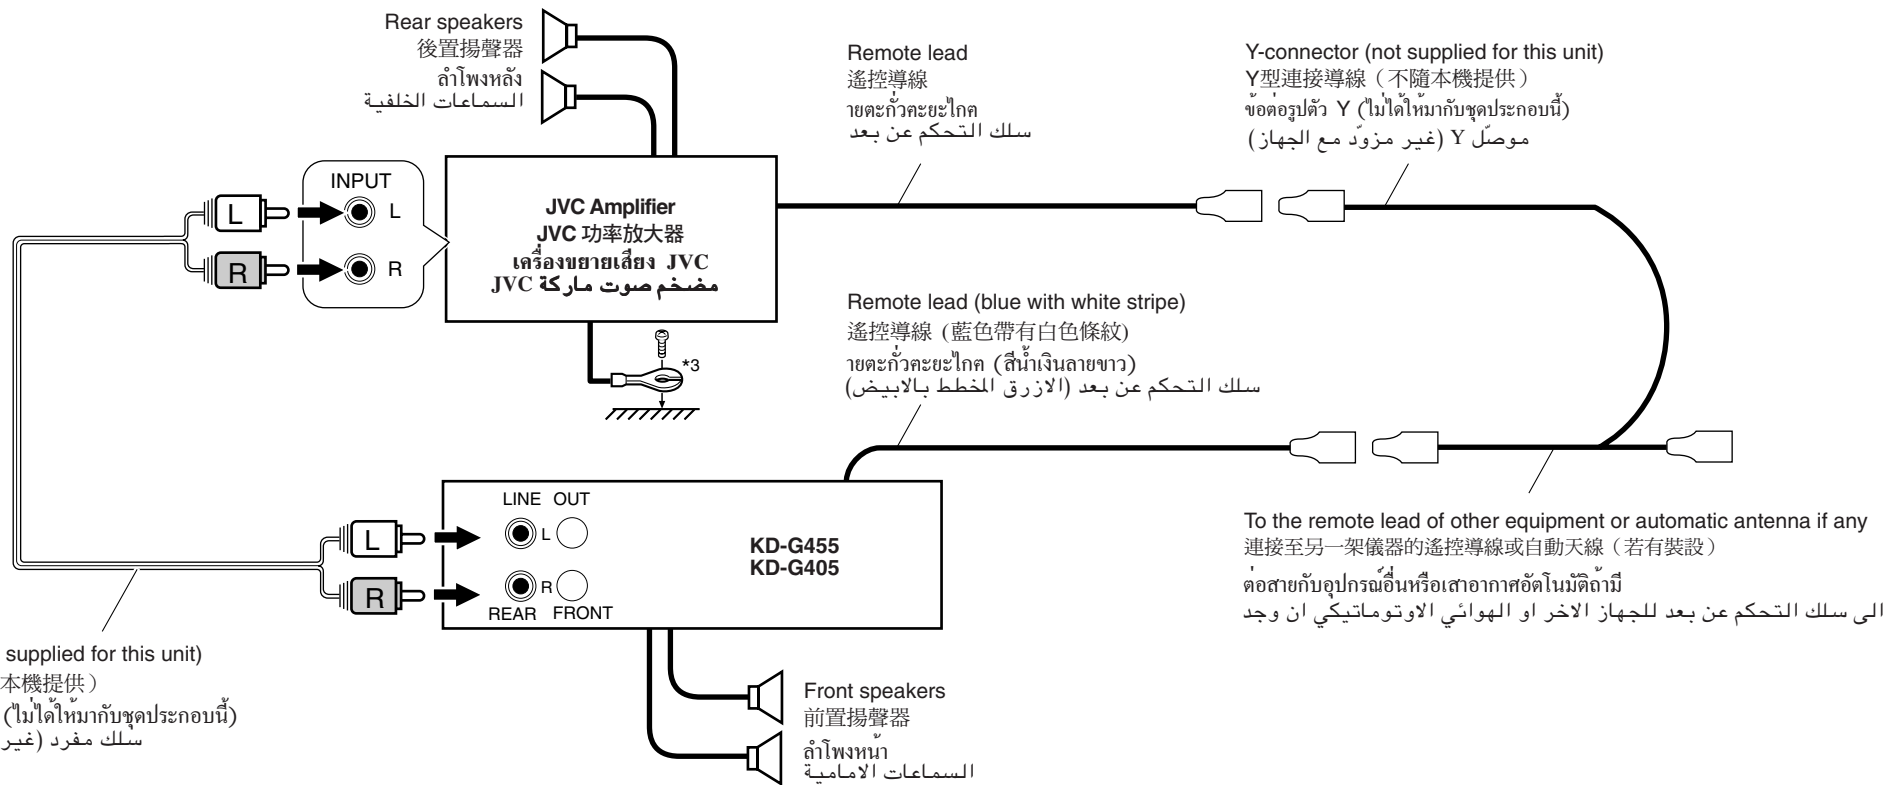 Rear speakers
後置揚聲器
ลำโพงหลัง
السماعات الخلفية
Remote lead
遙控導線
ายตะกั่วคะยะไกค
سلك التحكم عن بعد
Y-connector (not supplied for this unit)
Y型連接導線（不隨本機提供）
ข้อต่อรูปตัว Y (ไม่ได้ให้มากับชุดประกอบนี้)
موصّل Y (غير مزوّد مع الجهاز)
INPUT
L
L
R
R
JVC Amplifier
JVC 功率放大器
เครื่องขยายเสียง JVC
مضخم صوت ماركة JVC
*3
Remote lead (blue with white stripe)
遙控導線 (藍色帶有白色條紋)
ายตะกั่วคะยะไกค (สีน้ำเงินลายขาว)
سلك التحكم عن بعد (الازرق المخطط بالابيض)
LINE OUT
L
L
R
R
REAR FRONT
KD-G455
KD-G405
To the remote lead of other equipment or automatic antenna if any
連接至另一架儀器的遙控導線或自動天線（若有裝設）
ต่อสายกับอุปกรณ์อื่นหรือเสาอากาศอัตโนมัติถ้ามี
الى سلك التحكم عن بعد للجهاز الاخر او الهوائي الاوتوماتيكي ان وجد
supplied for this unit)
本機提供）
(ไม่ได้ให้มากับชุดประกอบนี้)
سلك مفرد (غير
Front speakers
前置揚聲器
ลำโพงหน้า
السماعات الامامية